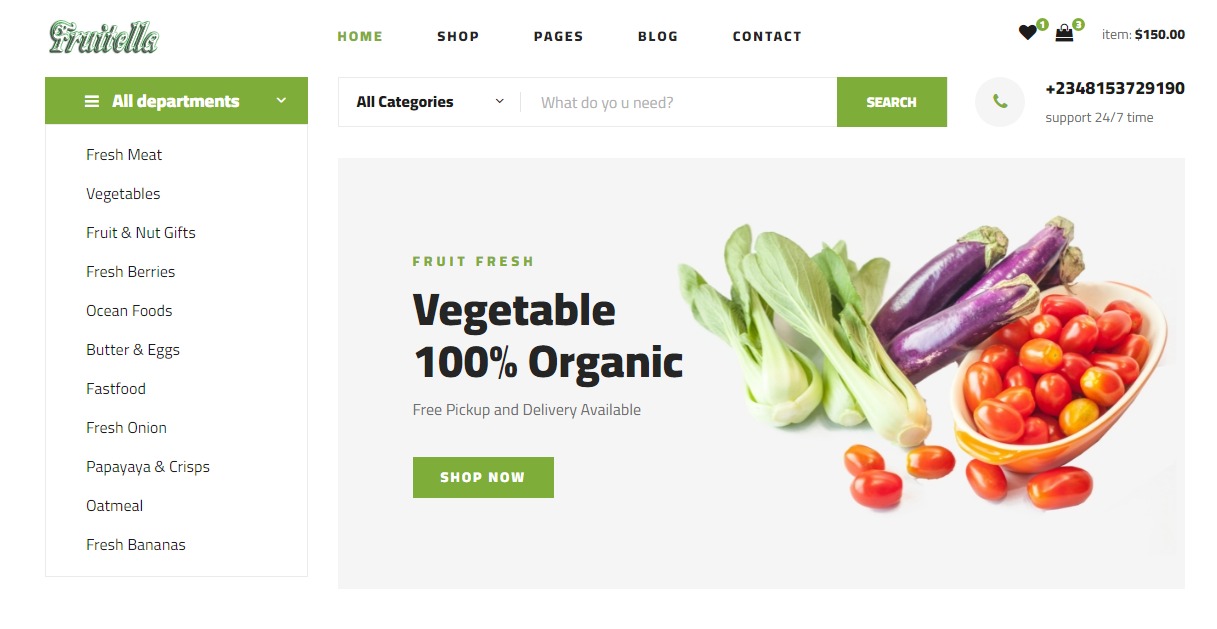 Fruitella
HOME SHOP PAGES BLOG CONTACT
1
3
item: $150.00
All departments
All Categories
What do yo u need?
SEARCH
+2348153729190
support 24/7 time
Fresh Meat
Vegetables
Fruit & Nut Gifts
Fresh Berries
Ocean Foods
Butter & Eggs
Fastfood
Fresh Onion
Papayaya & Crisps
Oatmeal
Fresh Bananas
FRUIT FRESH
Vegetable
100% Organic
Free Pickup and Delivery Available
SHOP NOW